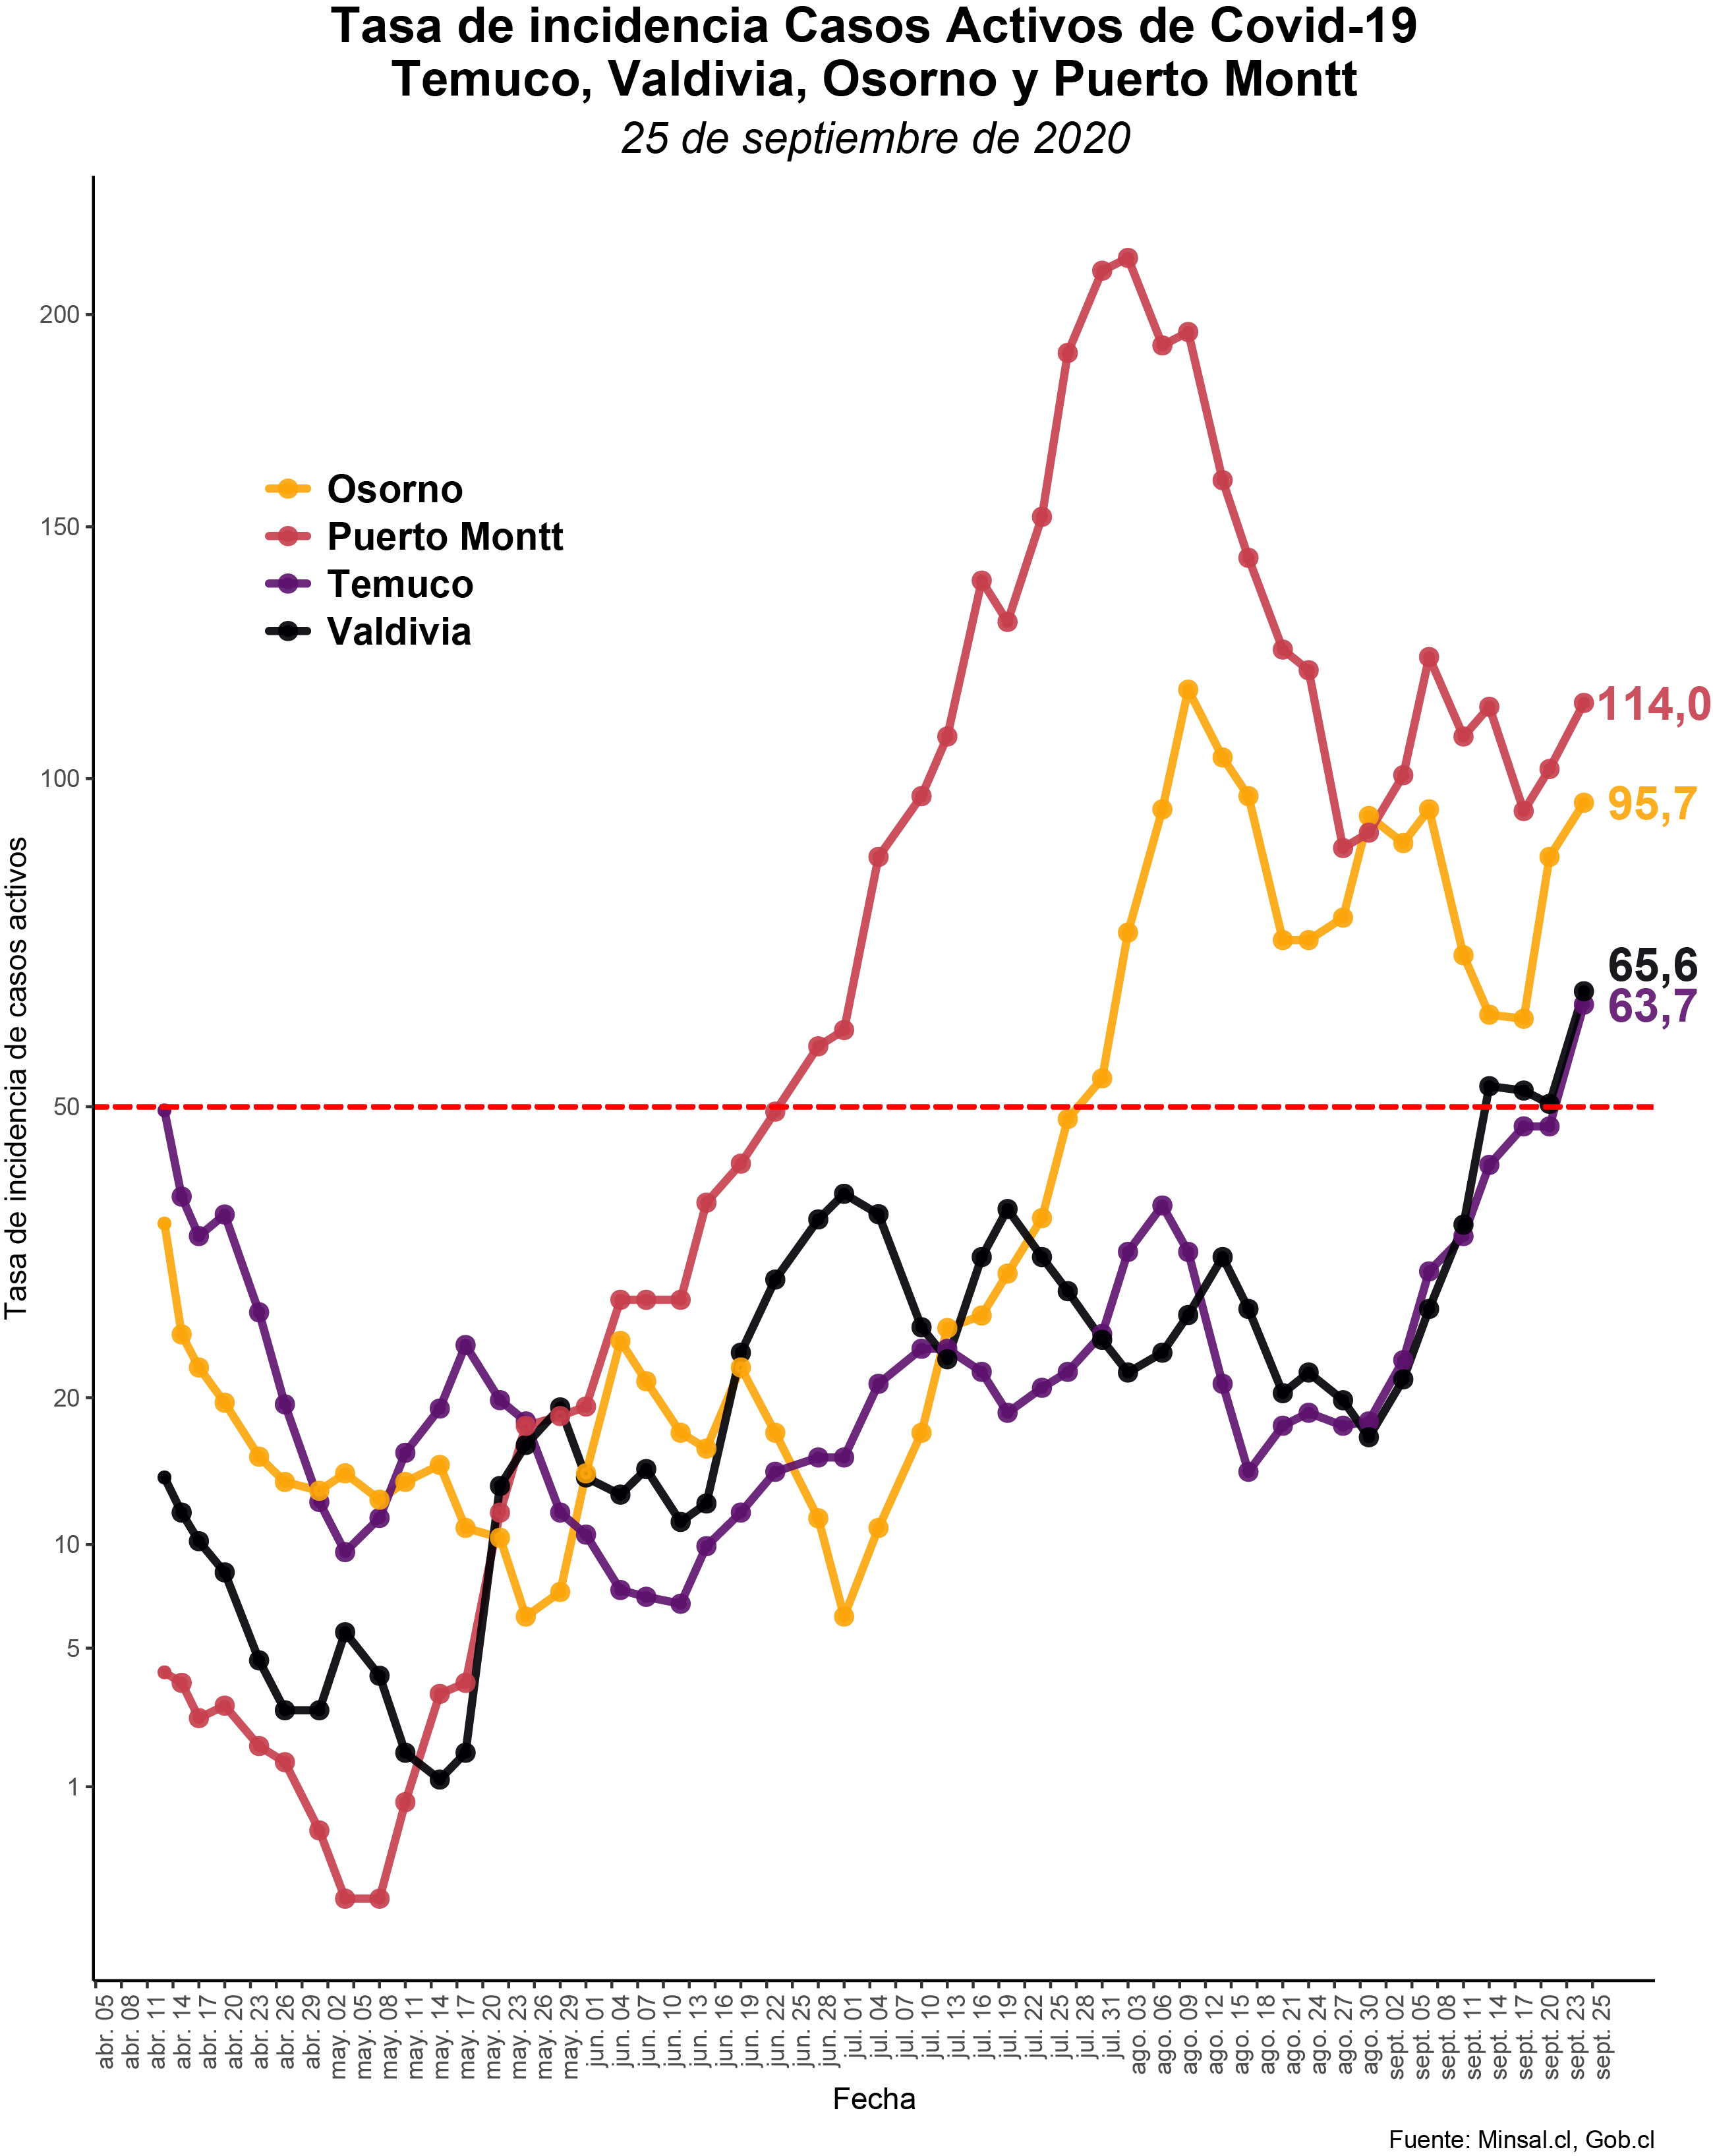 Tasa de incidencia Casos Activos de Covid-19
Temuco, Valdivia, Osorno y Puerto Montt
25 de septiembre de 2020
Tasa de incidencia de casos activos
200
150
100
50
20
10
5
1
Osorno
Puerto Montt
Temuco
Valdivia
114,0
95,7
65,6
63,7
abr. 05
abr. 08
abr. 11
abr. 14
abr. 17
abr. 20
abr. 23
abr. 26
abr. 29
may. 02
may. 05
may. 08
may. 11
may. 14
may. 17
may. 20
may. 23
may. 26
may. 29
jun. 01
jun. 04
jun. 07
jun. 10
jun. 13
jun. 16
jun. 19
jun. 22
jun. 25
jun. 28
jul. 01
jul. 04
jul. 07
jul. 10
jul. 13
jul. 16
jul. 19
jul. 22
jul. 25
jul. 28
jul. 31
ago. 03
ago. 06
ago. 09
ago. 12
ago. 15
ago. 18
ago. 21
ago. 24
ago. 27
ago. 30
sept. 02
sept. 05
sept. 08
sept. 11
sept. 14
sept. 17
sept. 20
sept. 23
sept. 25
Fecha
Fuente: Minsal.cl, Gob.cl